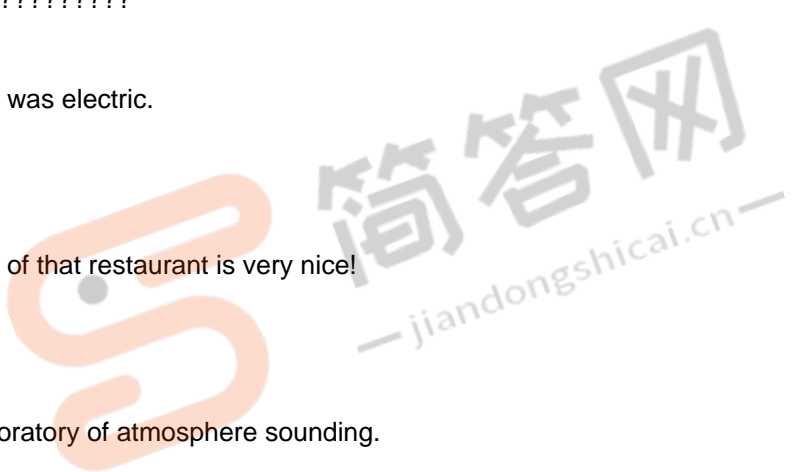 ??????????
was electric.
of that restaurant is very nice!
oratory of atmosphere sounding.
简答网
jiandongshicai.cn